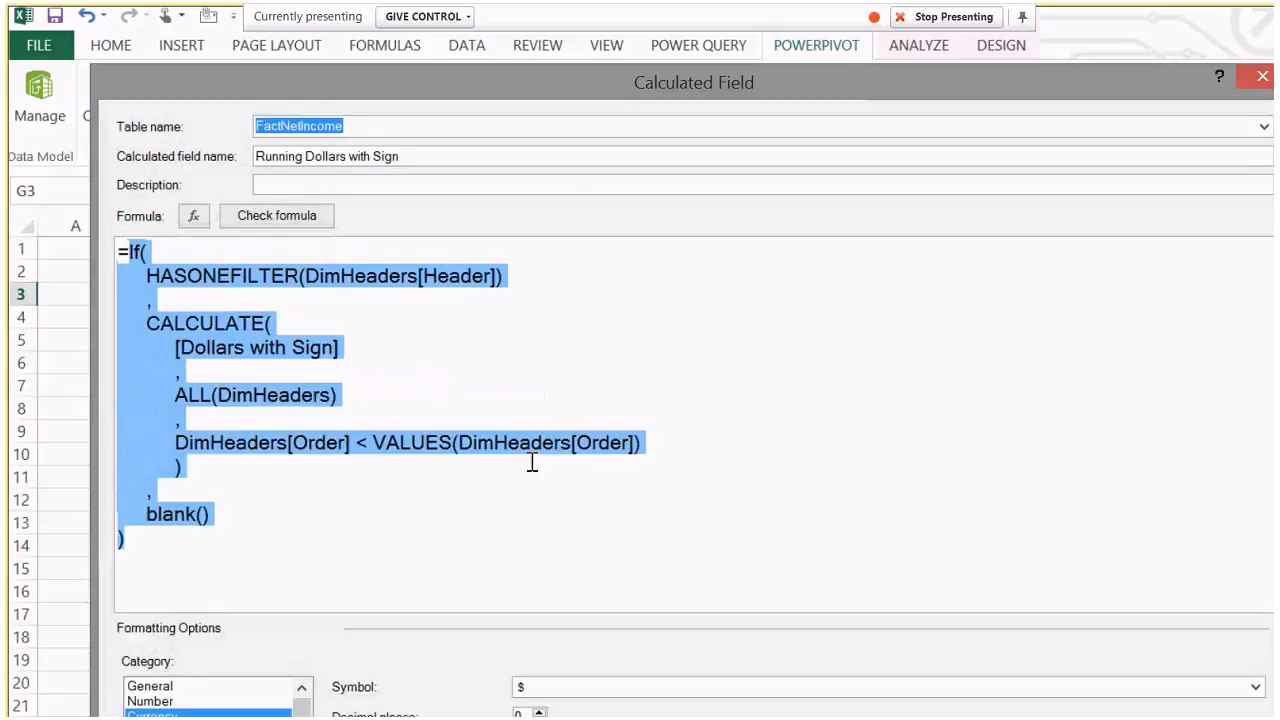 Currently presenting GIVE CONTROL Stop Presenting
FILE HOME INSERT PAGE LAYOUT FORMULAS DATA REVIEW VIEW POWER QUERY POWERPIVOT ANALYZE DESIGN
Calculated Field ?
Manage
Data Model
Table name: FactNetIncome
Calculated field name: Running Dollars with Sign
Description:
Formula: fx Check formula
G3
A
1
2
3
4
5
6
7
8
9
10
11
12
13
14
15
16
17
18
19
20
21
=If(
HASONEFILTER(DimHeaders[Header])
,
CALCULATE(
[Dollars with Sign]
,
ALL(DimHeaders)
,
DimHeaders[Order] < VALUES(DimHeaders[Order])
)
,
blank()
)
Formatting Options
Category:
General
Number
Currency
Symbol: $
Decimal places: 0